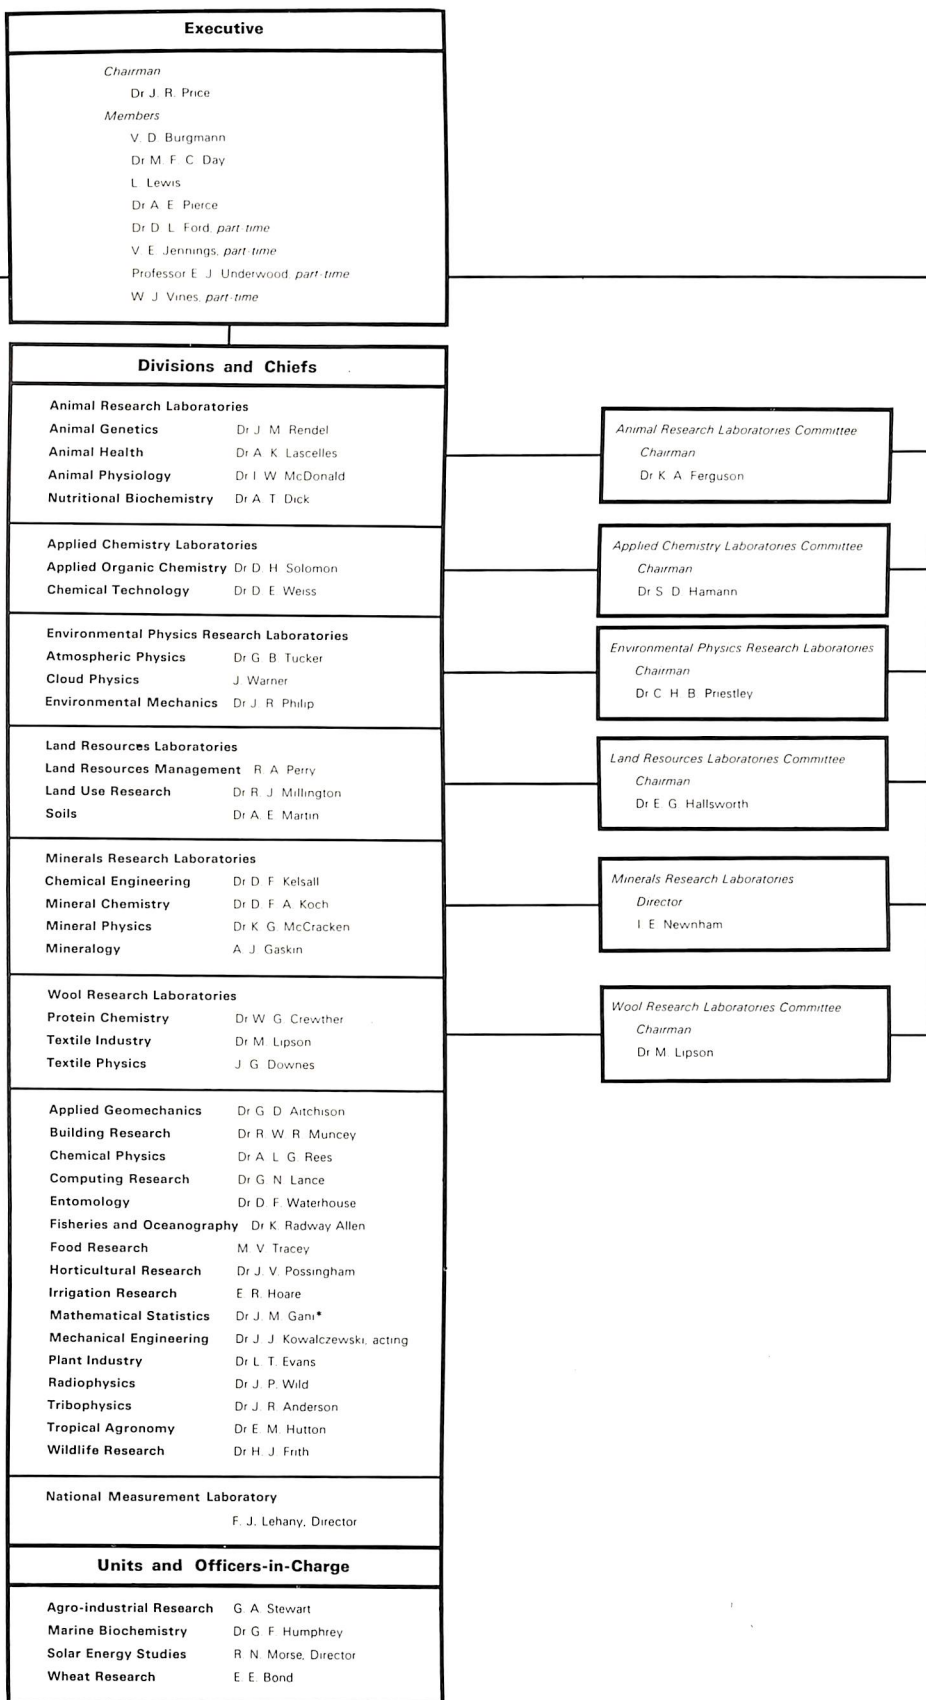 Executive
Chairman
Dr J. R. Price
Members
V. D. Burgmann
Dr M. F. C. Day
L. Lewis
Dr A. E. Pierce
Dr D. L. Ford, part-time
V. E. Jennings, part-time
Professor E. J. Underwood, part-time
W. J. Vines, part-time
Divisions and Chiefs
Animal Research Laboratories
Animal Genetics Dr J. M. Rendel
Animal Health Dr A. K. Lascelles
Animal Physiology Dr I. W. McDonald
Nutritional Biochemistry Dr A. T. Dick
Animal Research Laboratories Committee
Chairman
Dr K. A. Ferguson
Applied Chemistry Laboratories
Applied Organic Chemistry Dr D. H. Solomon
Chemical Technology Dr D. E. Weiss
Applied Chemistry Laboratories Committee
Chairman
Dr S. D. Hamann
Environmental Physics Research Laboratories
Atmospheric Physics Dr G. B. Tucker
Cloud Physics J. Warner
Environmental Mechanics Dr J. R. Philip
Environmental Physics Research Laboratories
Chairman
Dr C. H. B. Priestley
Land Resources Laboratories
Land Resources Management R. A. Perry
Land Use Research Dr R. J. Millington
Soils Dr A. E. Martin
Land Resources Laboratories Committee
Chairman
Dr E. G. Hallsworth
Minerals Research Laboratories
Chemical Engineering Dr D. F. Kelsall
Mineral Chemistry Dr D. F. A. Koch
Mineral Physics Dr K. G. McCracken
Mineralogy A. J. Gaskin
Minerals Research Laboratories
Director
I. E. Newnham
Wool Research Laboratories
Protein Chemistry Dr W. G. Crewther
Textile Industry Dr M. Lipson
Textile Physics J. G. Downes
Wool Research Laboratories Committee
Chairman
Dr M. Lipson
Applied Geomechanics Dr G. D. Aitchison
Building Research Dr R. W. R. Muncey
Chemical Physics Dr A. L. G. Rees
Computing Research Dr G. N. Lance
Entomology Dr D. F. Waterhouse
Fisheries and Oceanography Dr K. Radway Allen
Food Research M. V. Tracey
Horticultural Research Dr J. V. Possingham
Irrigation Research E. R. Hoare
Mathematical Statistics Dr J. M. Gani*
Mechanical Engineering Dr J. J. Kowalczewski, acting
Plant Industry Dr L. T. Evans
Radiophysics Dr J. P. Wild
Tribophysics Dr J. R. Anderson
Tropical Agronomy Dr E. M. Hutton
Wildlife Research Dr H. J. Frith
National Measurement Laboratory
F. J. Lehany, Director
Units and Officers-in-Charge
Agro-industrial Research G. A. Stewart
Marine Biochemistry Dr G. F. Humphrey
Solar Energy Studies R. N. Morse, Director
Wheat Research E. E. Bond